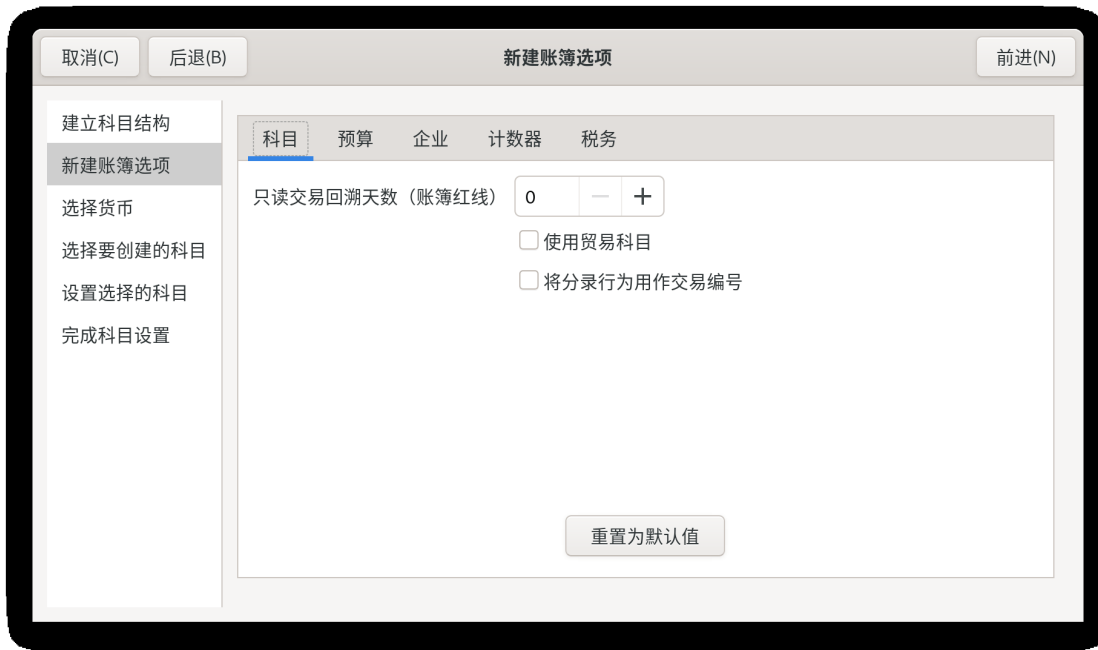 取消(C) 后退(B) 新建账簿选项 前进(N)
建立科目结构
新建账簿选项
选择货币
选择要创建的科目
设置选择的科目
完成科目设置
科目 预算 企业 计数器 税务
只读交易回溯天数（账簿红线） 0 − +
使用贸易科目
将分录行为用作交易编号
重置为默认值